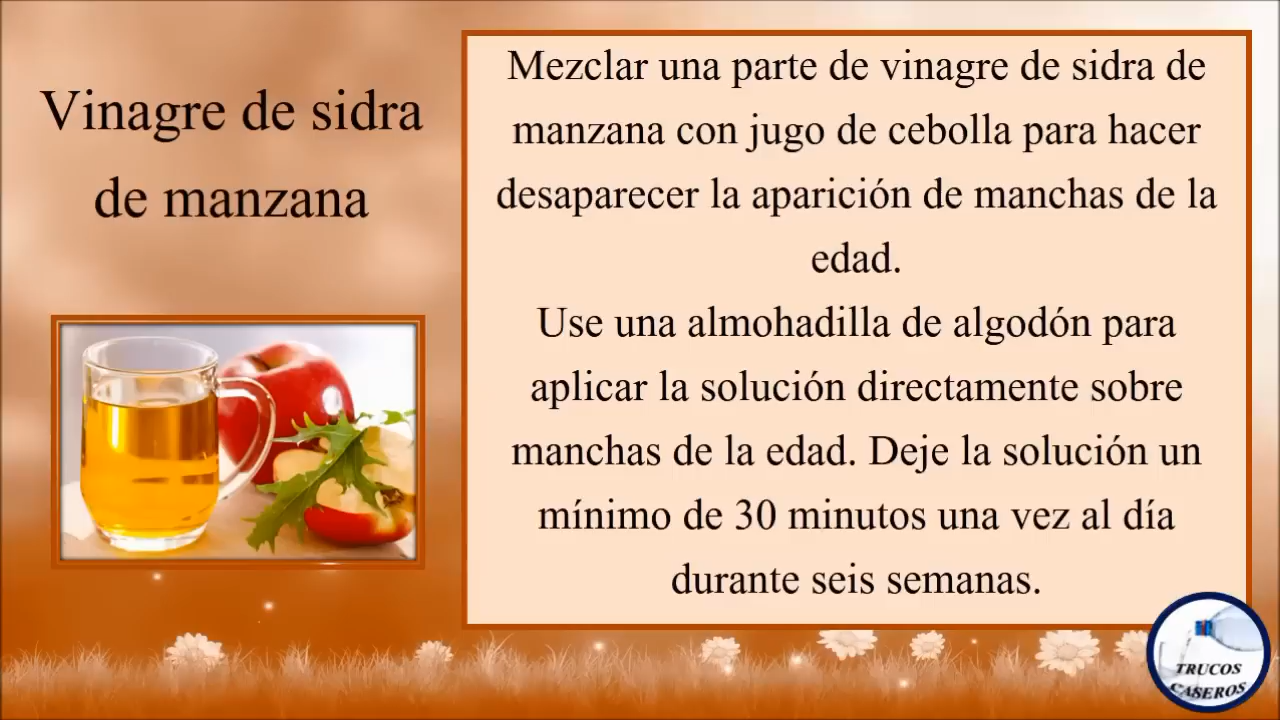 Vinagre de sidra
de manzana
Mezclar una parte de vinagre de sidra de
manzana con jugo de cebolla para hacer
desaparecer la aparición de manchas de la
edad.
Use una almohadilla de algodón para
aplicar la solución directamente sobre
manchas de la edad. Deje la solución un
mínimo de 30 minutos una vez al día
durante seis semanas.
TRUCOS
CASEROS